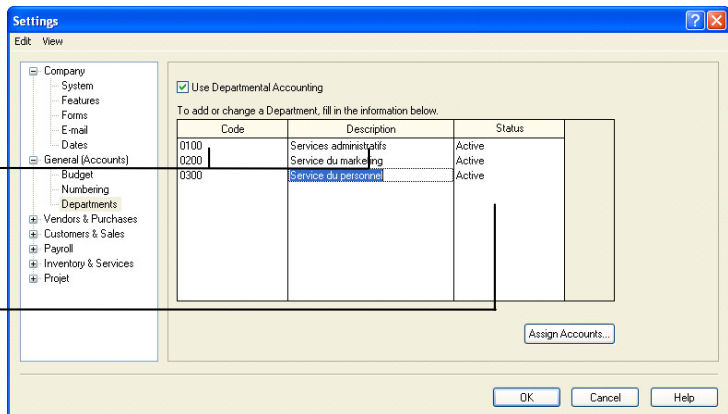 Settings
Edit View
Company
System
Features
Forms
E-mail
Dates
General (Accounts)
Budget
Numbering
Departments
Vendors & Purchases
Customers & Sales
Payroll
Inventory & Services
Projet
Use Departmental Accounting
To add or change a Department, fill in the information below.
Code Description Status
0100 Services administratifs Active
0200 Service du marketing Active
0300 Service du personnel Active
Assign Accounts...
OK Cancel Help